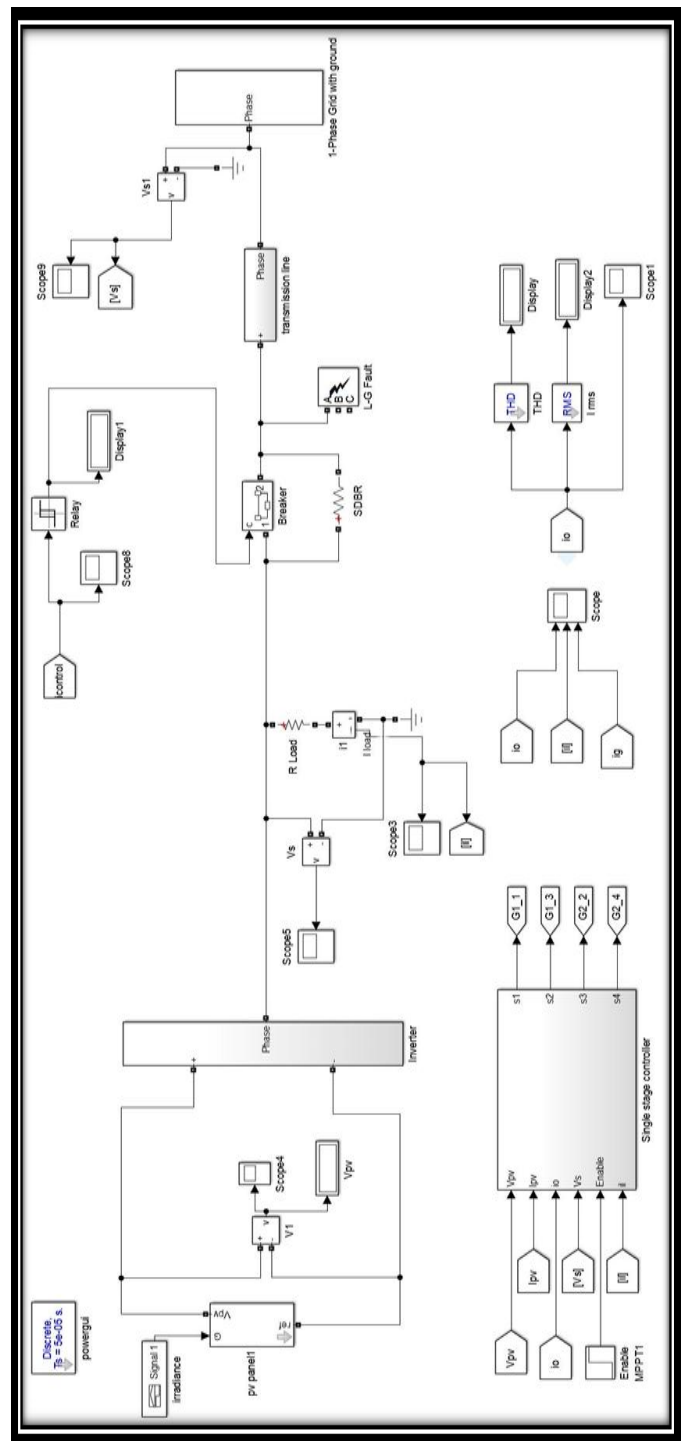 Discrete,
Ts = 5e-05 s.
powergui
Signal 1
irradiance
G
Vpv
ret
pv panel1
+
-
v
V1
Scope4
Vpv
+
-
Phase
Inverter
Scope5
+
-
v
Vs
R Load
+
-
i
i1
I load
Scope3
[il]
icontrol
Scope8
Relay
Display1
c
1
2
Breaker
SDBR
A
B
C
L-G Fault
+
Phase
transmission line
Scope9
[Vs]
+
-
v
Vs1
Phase
1-Phase Grid with ground
Vpv
Ipv
io
[Vs]
Enable
MPPT1
[il]
Vpv
Ipv
io
Vs
Enable
il
s1
s2
s3
s4
Single stage controller
G1_1
G1_3
G2_2
G2_4
io
[il]
ig
Scope
io
THD
THD
RMS
I rms
Display
Display2
Scope1